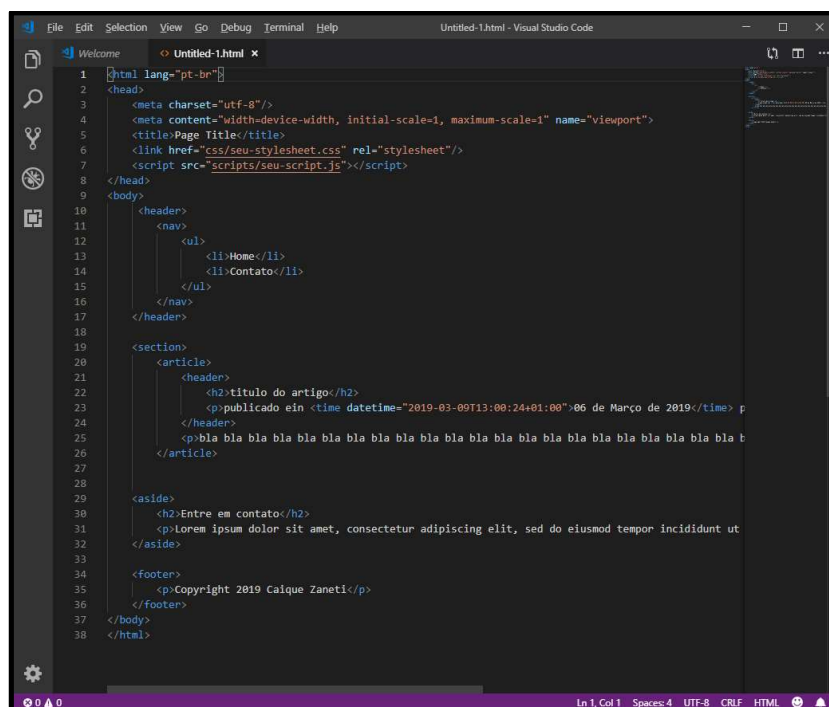 File Edit Selection View Go Debug Terminal Help Untitled-1.html - Visual Studio Code
Welcome <> Untitled-1.html ×
1 <html lang="pt-br">
2 <head>
3 <meta charset="utf-8"/>
4 <meta content="width=device-width, initial-scale=1, maximum-scale=1" name="viewport">
5 <title>Page Title</title>
6 <link href="css/seu-stylesheet.css" rel="stylesheet"/>
7 <script src="scripts/seu-script.js"></script>
8 </head>
9 <body>
10 <header>
11 <nav>
12 <ul>
13 <li>Home</li>
14 <li>Contato</li>
15 </ul>
16 </nav>
17 </header>
18
19 <section>
20 <article>
21 <header>
22 <h2>titulo do artigo</h2>
23 <p>publicado ein <time datetime="2019-03-09T13:00:24+01:00">06 de Março de 2019</time> p
24 </header>
25 <p>bla bla bla bla bla bla bla bla bla bla bla bla bla bla bla bla bla bla bla bla bla bla b
26 </article>
27
28
29 <aside>
30 <h2>Entre em contato</h2>
31 <p>Lorem ipsum dolor sit amet, consectetur adipiscing elit, sed do eiusmod tempor incididunt ut
32 </aside>
33
34 <footer>
35 <p>Copyright 2019 Caique Zaneti</p>
36 </footer>
37 </body>
38 </html>
0 0 Ln 1, Col 1 Spaces: 4 UTF-8 CRLF HTML